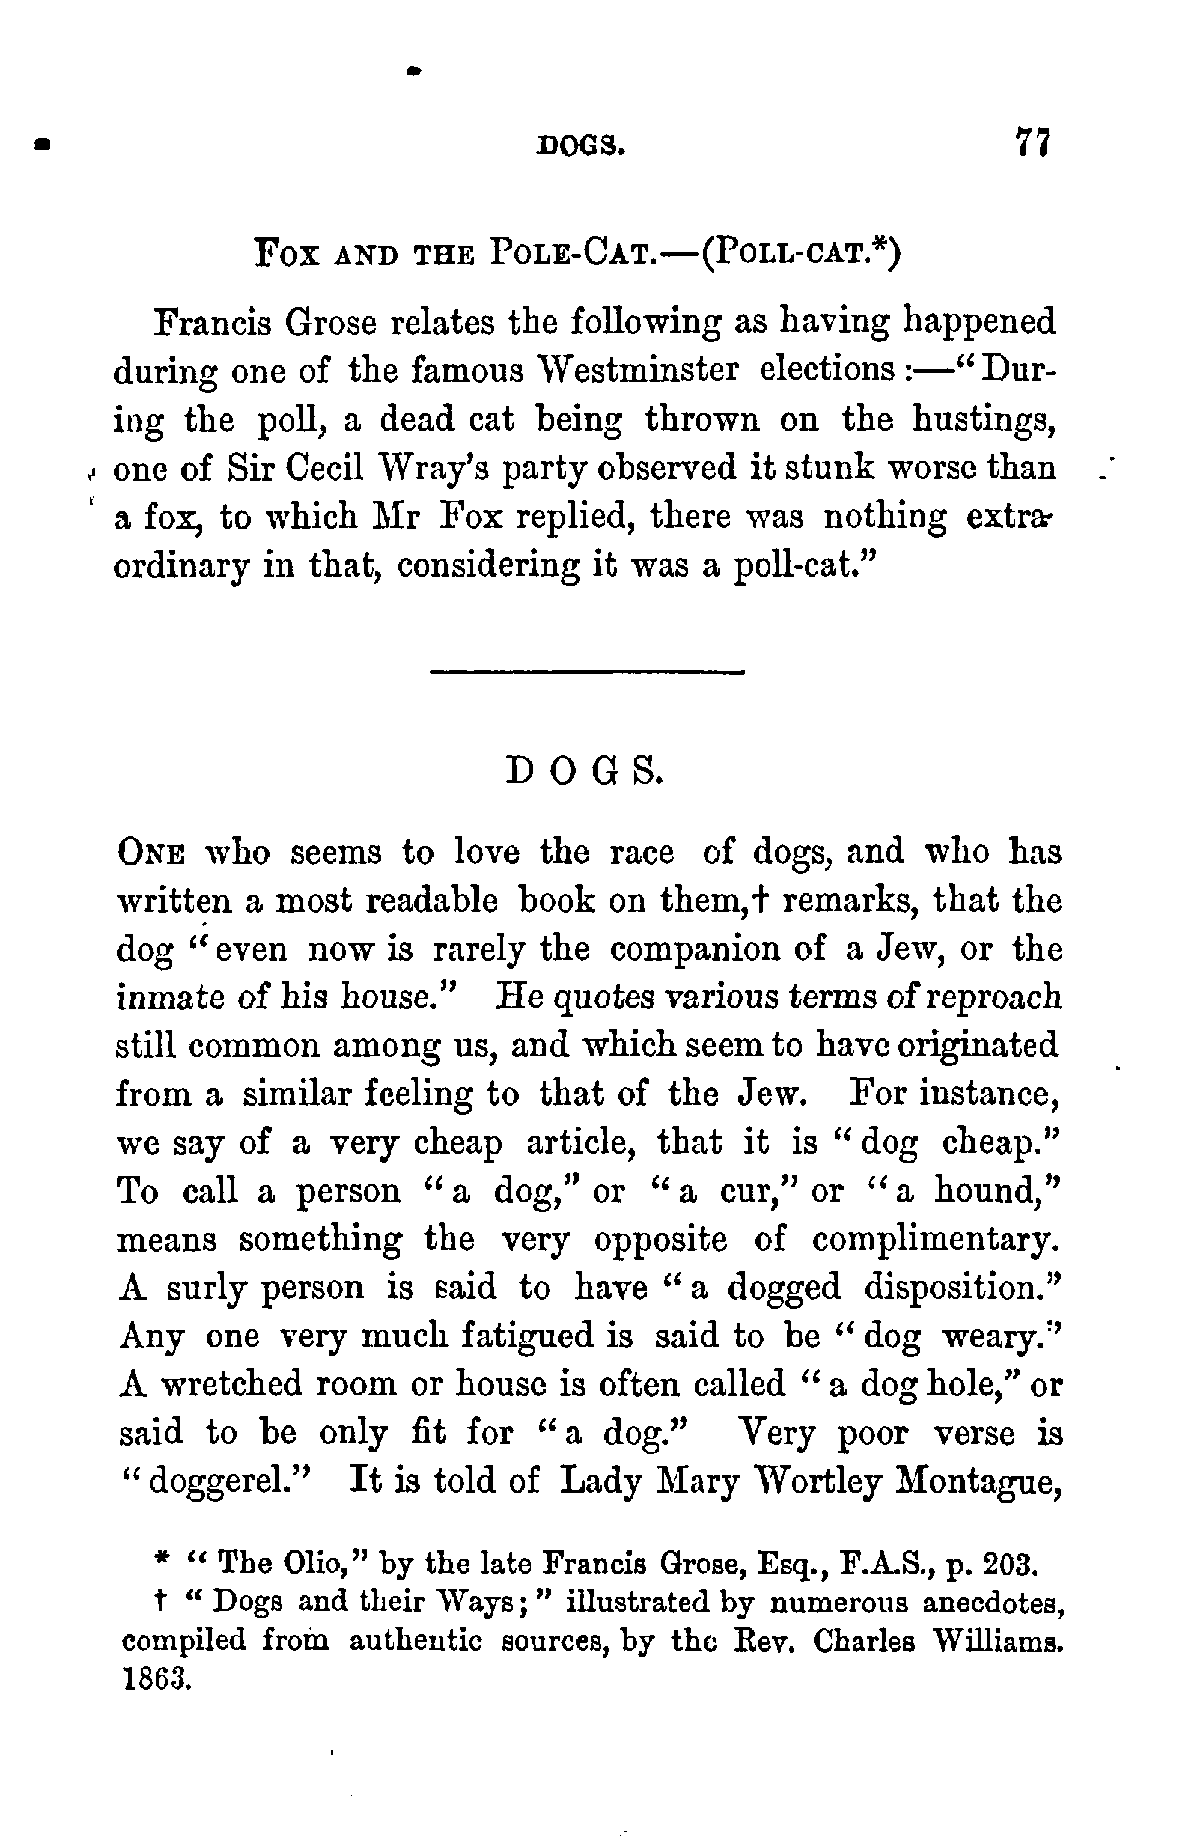 DOGS. 77
FOX AND THE POLE-CAT.—(POLL-CAT.*)
Francis Grose relates the following as having happened
during one of the famous Westminster elections:—"Dur-
ing the poll, a dead cat being thrown on the hustings,
one of Sir Cecil Wray's party observed it stunk worse than
a fox, to which Mr Fox replied, there was nothing extra-
ordinary in that, considering it was a poll-cat."
DOGS.
ONE who seems to love the race of dogs, and who has
written a most readable book on them,† remarks, that the
dog "even now is rarely the companion of a Jew, or the
inmate of his house." He quotes various terms of reproach
still common among us, and which seem to have originated
from a similar feeling to that of the Jew. For instance,
we say of a very cheap article, that it is "dog cheap."
To call a person "a dog," or "a cur," or "a hound,"
means something the very opposite of complimentary.
A surly person is said to have "a dogged disposition."
Any one very much fatigued is said to be "dog weary."
A wretched room or house is often called "a dog hole," or
said to be only fit for "a dog." Very poor verse is
"doggerel." It is told of Lady Mary Wortley Montague,
* "The Olio," by the late Francis Grose, Esq., F.A.S., p. 203.
† "Dogs and their Ways;" illustrated by numerous anecdotes,
compiled from authentic sources, by the Rev. Charles Williams.
1863.